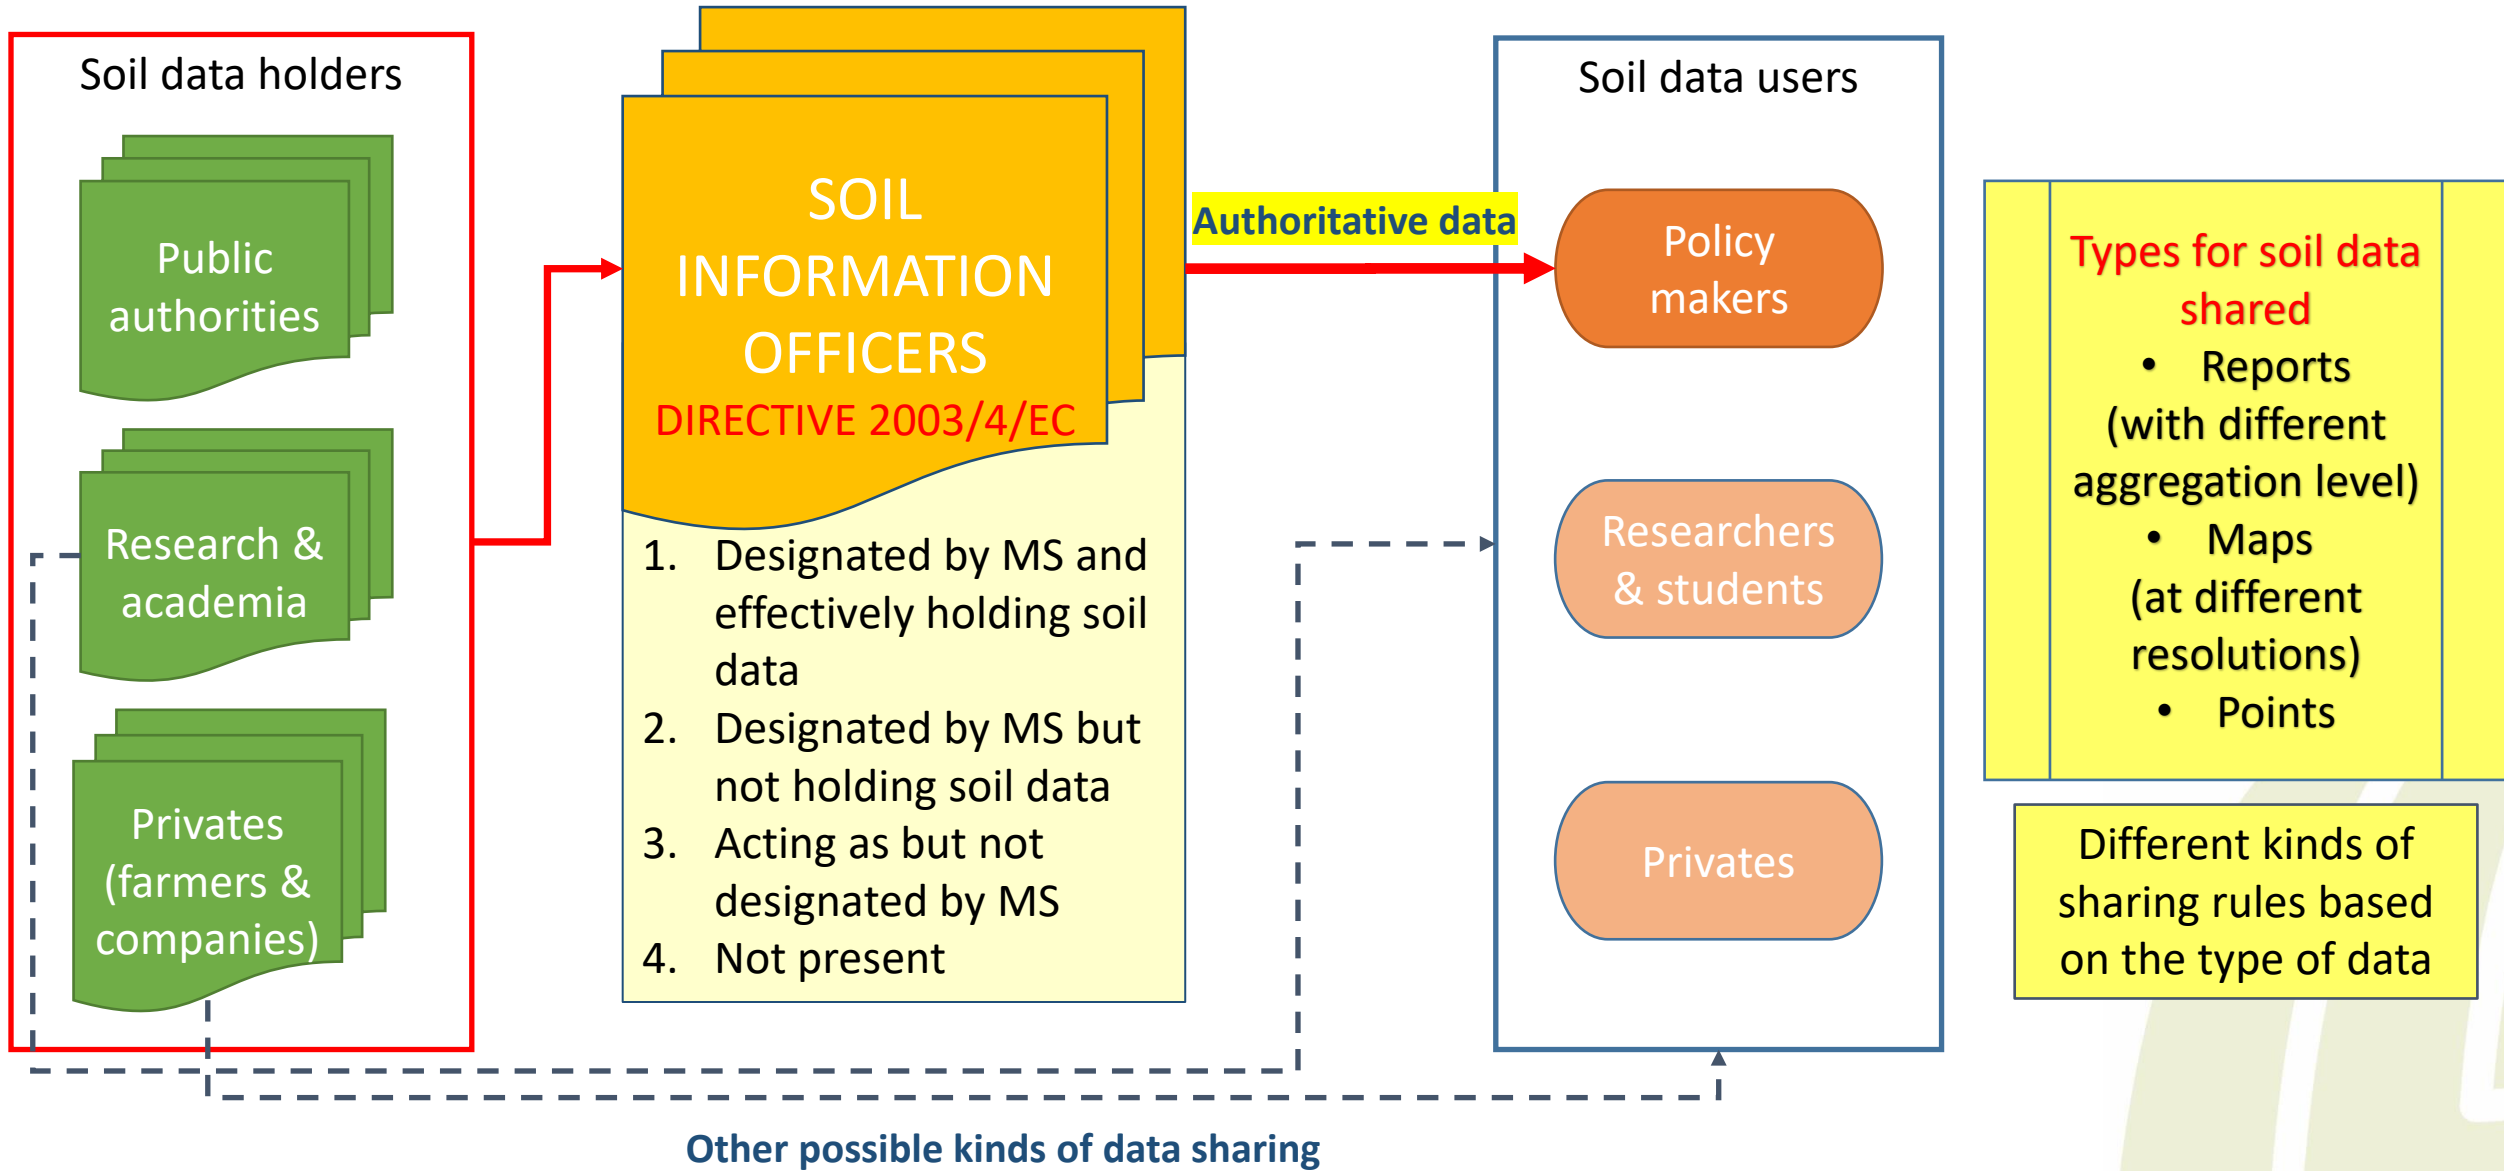 Soil data holders
Public
authorities
Research &
academia
Privates
(farmers &
companies)
SOIL
INFORMATION
OFFICERS
DIRECTIVE 2003/4/EC
1. Designated by MS and
effectively holding soil
data
2. Designated by MS but
not holding soil data
3. Acting as but not
designated by MS
4. Not present
Authoritative data
Soil data users
Policy
makers
Researchers
& students
Privates
Types for soil data
shared
• Reports
(with different
aggregation level)
• Maps
(at different
resolutions)
• Points
Different kinds of
sharing rules based
on the type of data
Other possible kinds of data sharing